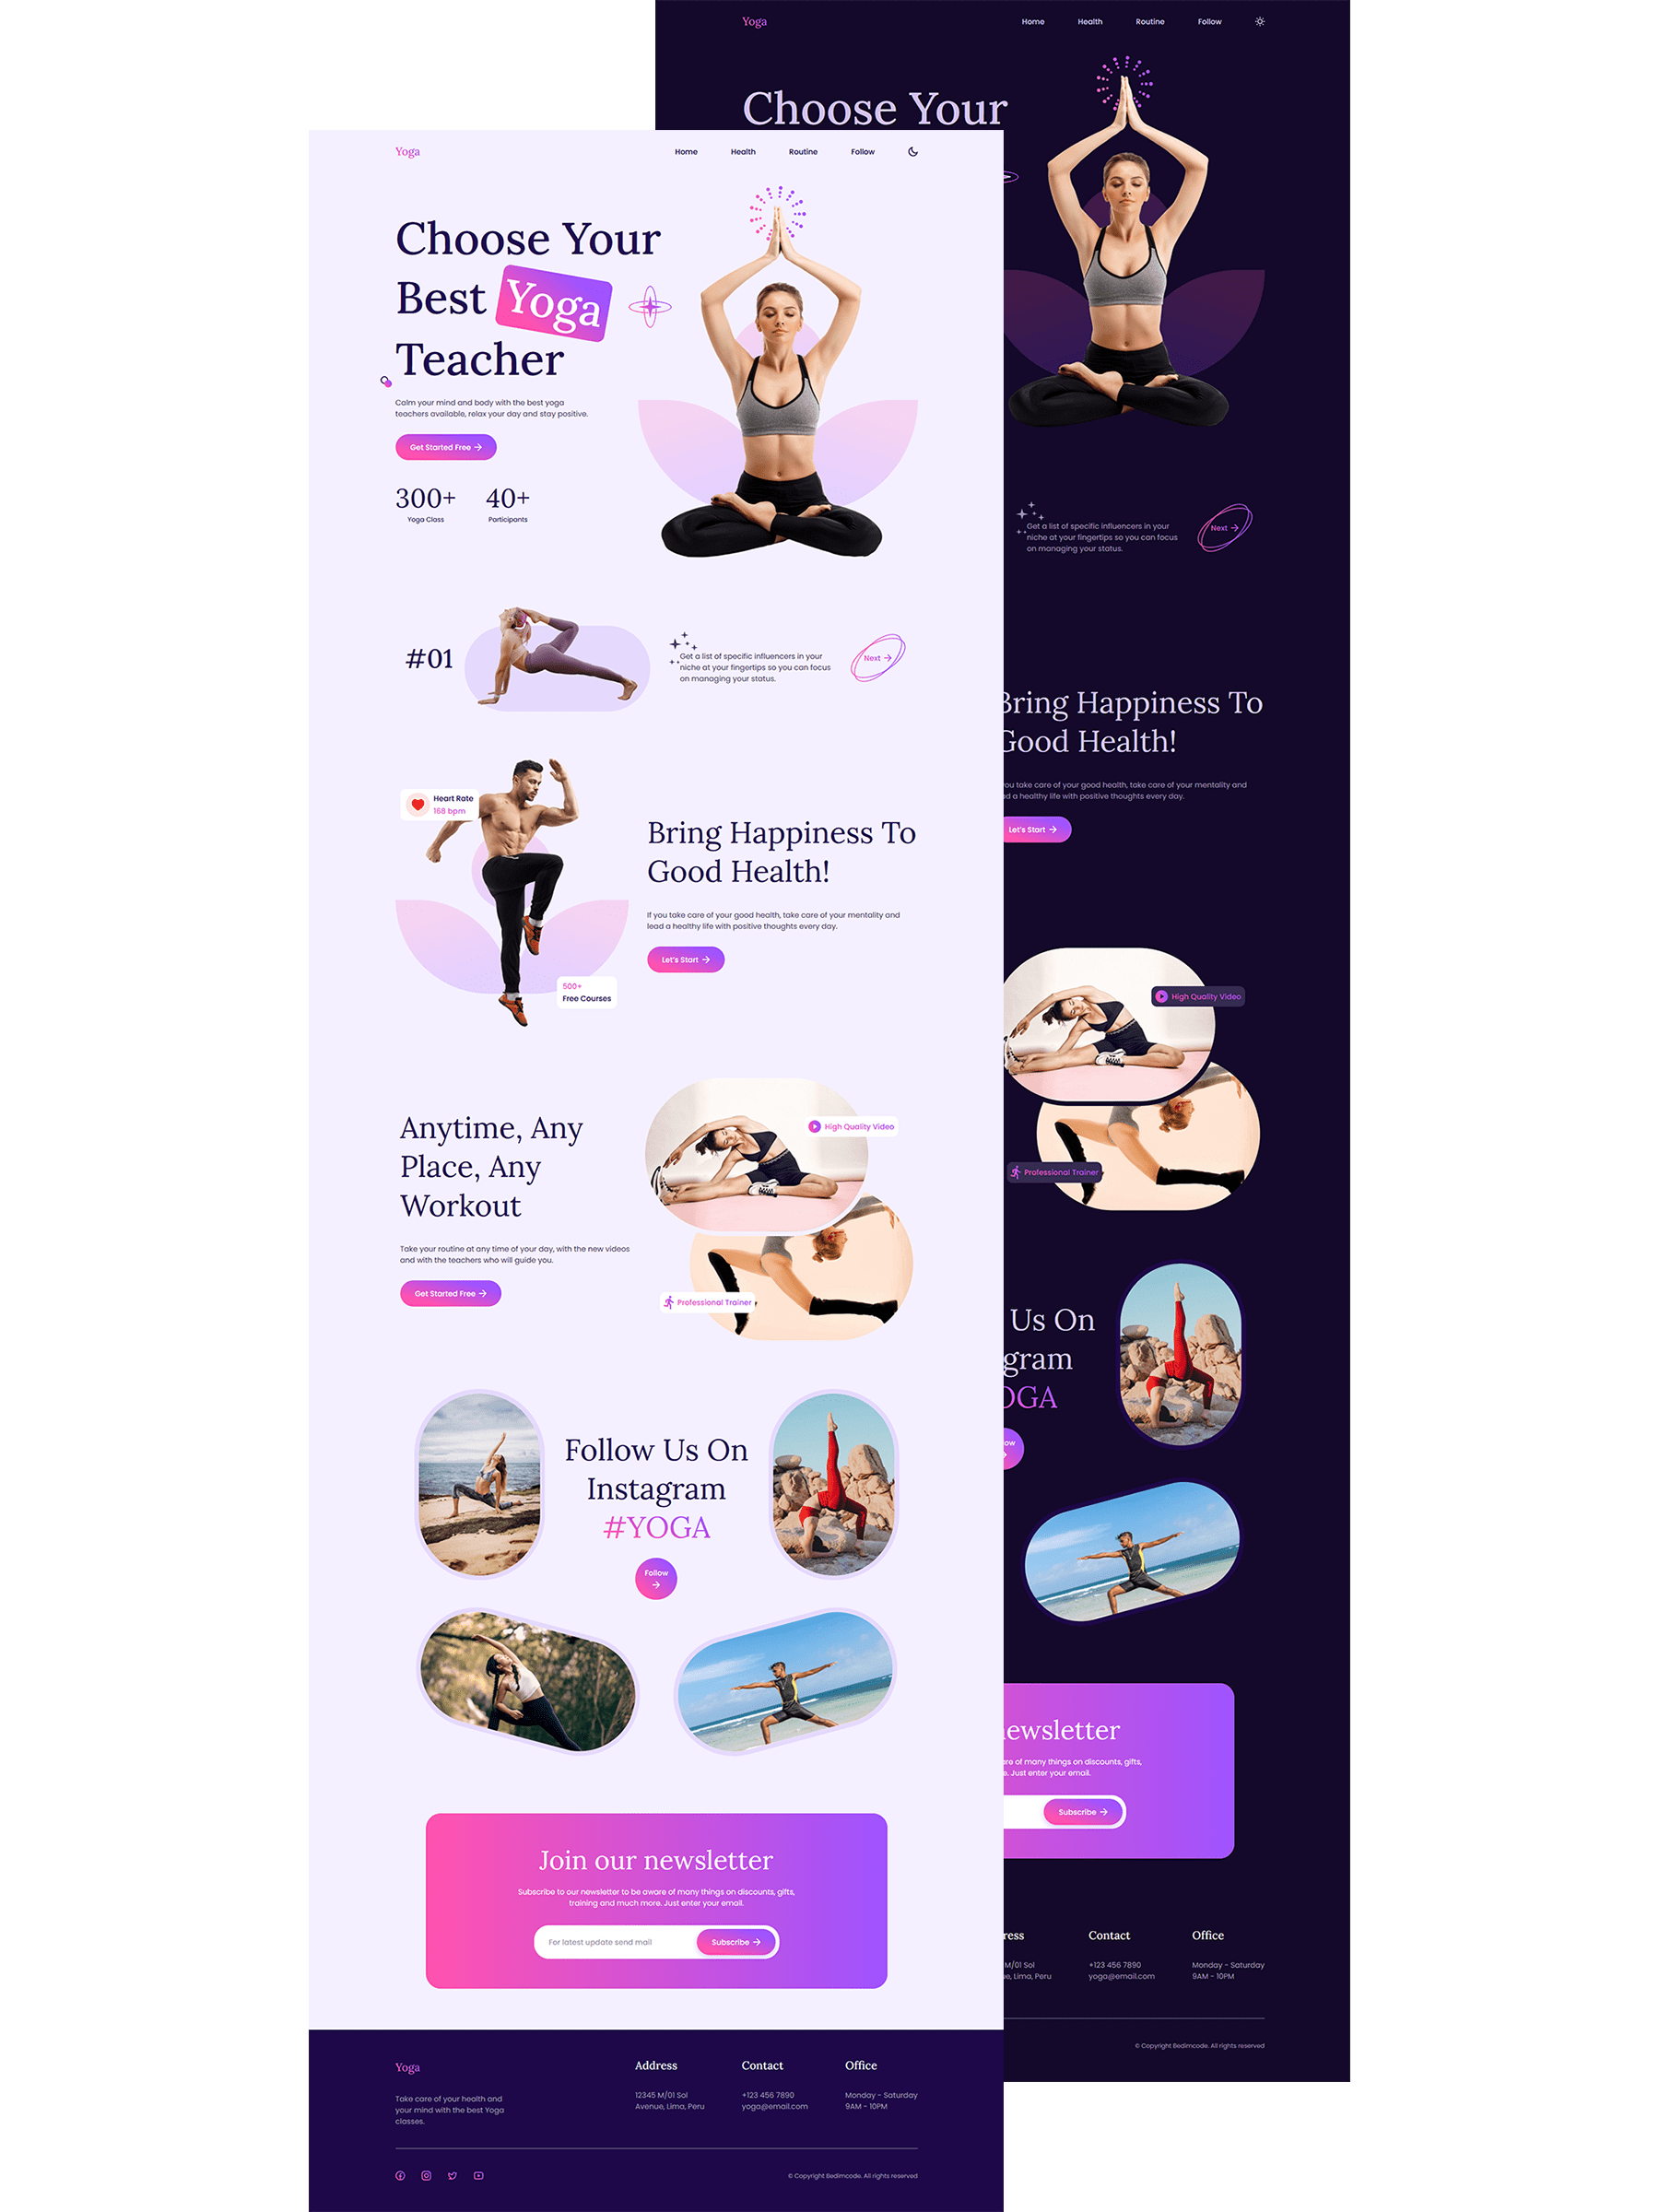 Yoga
Home Health Routine Follow
Choose Your
Yoga
Home Health Routine Follow
Choose Your
Best Yoga
Teacher
Calm your mind and body with the best yoga
teachers available, relax your day and stay positive.
Get Started Free →
300+ 40+
Yoga Class Participants
#01
Get a list of specific influencers in your
niche at your fingertips so you can focus
on managing your status.
Next →
Heart Rate
168 bpm
Bring Happiness To
Good Health!
If you take care of your good health, take care of your mentality and
lead a healthy life with positive thoughts every day.
Let's Start →
500+
Free Courses
Anytime, Any
Place, Any
Workout
Take your routine at any time of your day, with the new videos
and with the teachers who will guide you.
Get Started Free →
High Quality Video
Professional Trainer
Follow Us On
Instagram
#YOGA
Follow
→
Join our newsletter
Subscribe to our newsletter to be aware of many things on discounts, gifts,
training and much more. Just enter your email.
For latest update send mail
Subscribe →
Yoga
Take care of your health and
your mind with the best Yoga
classes.
Address
12345 M/01 Sol
Avenue, Lima, Peru
Contact
+123 456 7890
yoga@email.com
Office
Monday - Saturday
9AM - 10PM
© Copyright Bedimcode. All rights reserved
Get a list of specific influencers in your
niche at your fingertips so you can focus
on managing your status.
Next →
Bring Happiness To
Good Health!
you take care of your good health, take care of your mentality and
ad a healthy life with positive thoughts every day.
Let's Start →
High Quality Video
Professional Trainer
Us On
gram
OGA
ow
newsletter
are of many things on discounts, gifts,
e. Just enter your email.
Subscribe →
ress
M/01 Sol
ue, Lima, Peru
Contact
+123 456 7890
yoga@email.com
Office
Monday - Saturday
9AM - 10PM
© Copyright Bedimcode. All rights reserved